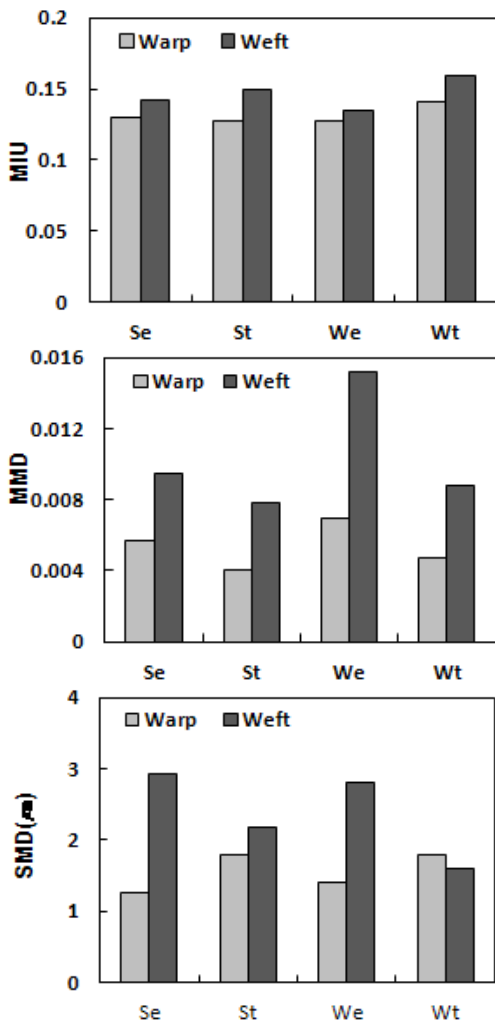 0.2
Warp Weft
0.15
0.1
0.05
0
MIU
Se St We Wt
0.016
Warp Weft
0.012
0.008
0.004
0
MMD
Se St We Wt
4
Warp Weft
3
2
1
0
SMD(㎛)
Se St We Wt